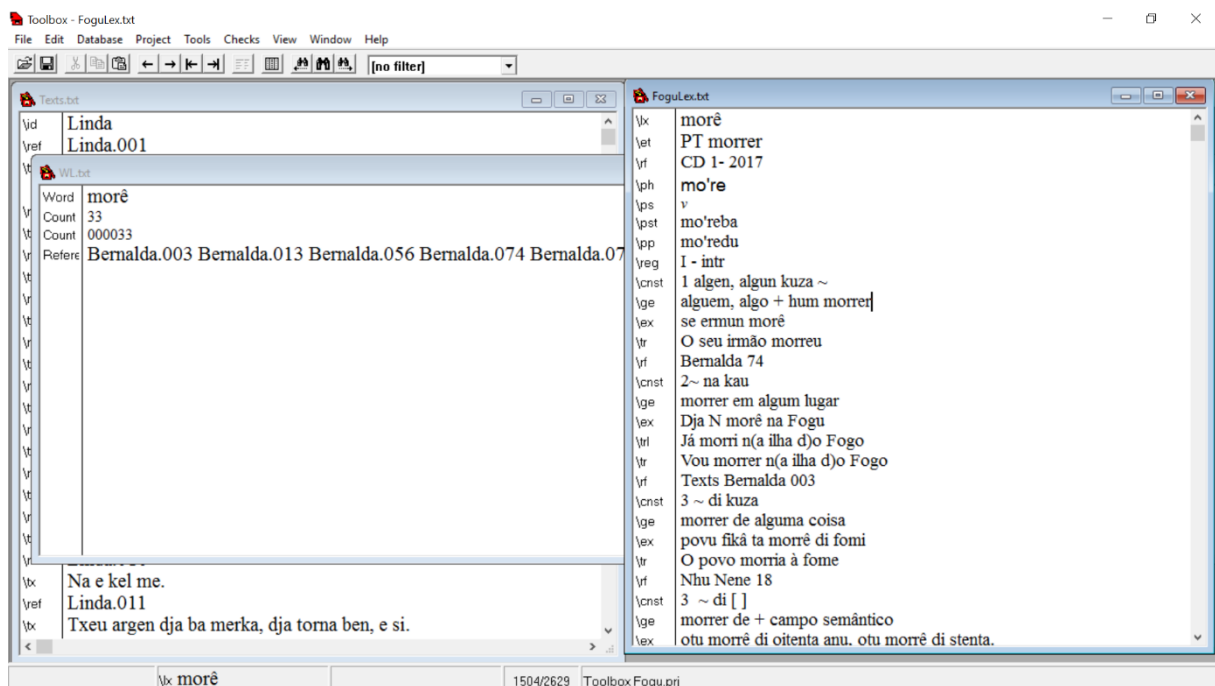 Toolbox - FoguLex.txt
File Edit Database Project Tools Checks View Window Help
[no filter]
Texts.txt
\id Linda
\ref Linda.001
WL.txt
Word morê
Count 33
Count 000033
Refere Bernalda.003 Bernalda.013 Bernalda.056 Bernalda.074 Bernalda.07
\tx Na e kel me.
\ref Linda.011
\tx Txeu argen dja ba merka, dja torna ben, e si.
FoguLex.txt
\lx morê
\et PT morrer
\rf CD 1- 2017
\ph mo're
\ps v
\pst mo'reba
\pp mo'redu
\reg I - intr
\cnst 1 algen, algun kuza ~
\ge alguem, algo + hum morrer
\ex se ermun morê
\tr O seu irmão morreu
\rf Bernalda 74
\cnst 2~ na kau
\ge morrer em algum lugar
\ex Dja N morê na Fogu
\trl Já morri n(a ilha d)o Fogo
\tr Vou morrer n(a ilha d)o Fogo
\rf Texts Bernalda 003
\cnst 3 ~ di kuza
\ge morrer de alguma coisa
\ex povu fikâ ta morrê di fomi
\tr O povo morria à fome
\rf Nhu Nene 18
\cnst 3 ~ di [ ]
\ge morrer de + campo semântico
\ex otu morrê di oitenta anu, otu morrê di stenta.
\lx morê
1504/2629 Toolbox Fogu.prj